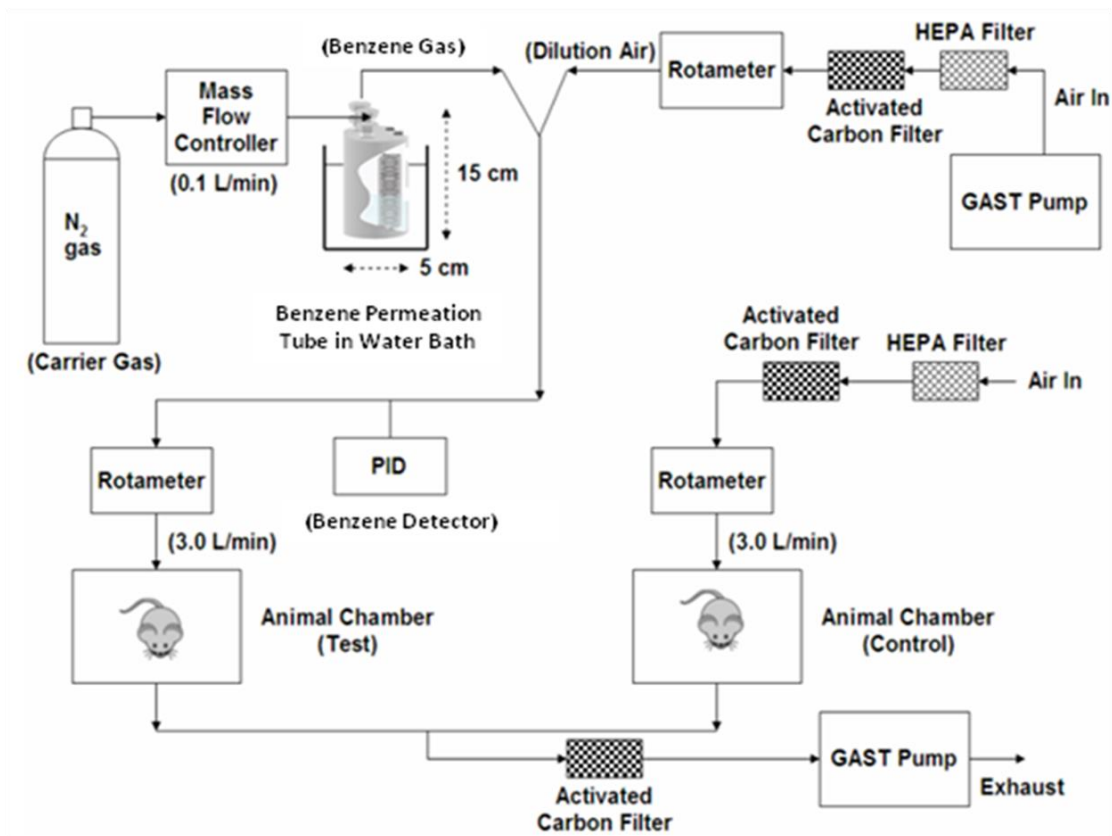 (Benzene Gas)
(Dilution Air)
Rotameter
HEPA Filter
Activated
Carbon Filter
Air In
GAST Pump
Mass
Flow
Controller
(0.1 L/min)
N2
gas
(Carrier Gas)
15 cm
5 cm
Benzene Permeation
Tube in Water Bath
Activated
Carbon Filter
HEPA Filter
Air In
Rotameter
PID
(Benzene Detector)
Rotameter
(3.0 L/min)
(3.0 L/min)
Animal Chamber
(Test)
Animal Chamber
(Control)
Activated
Carbon Filter
GAST Pump
Exhaust